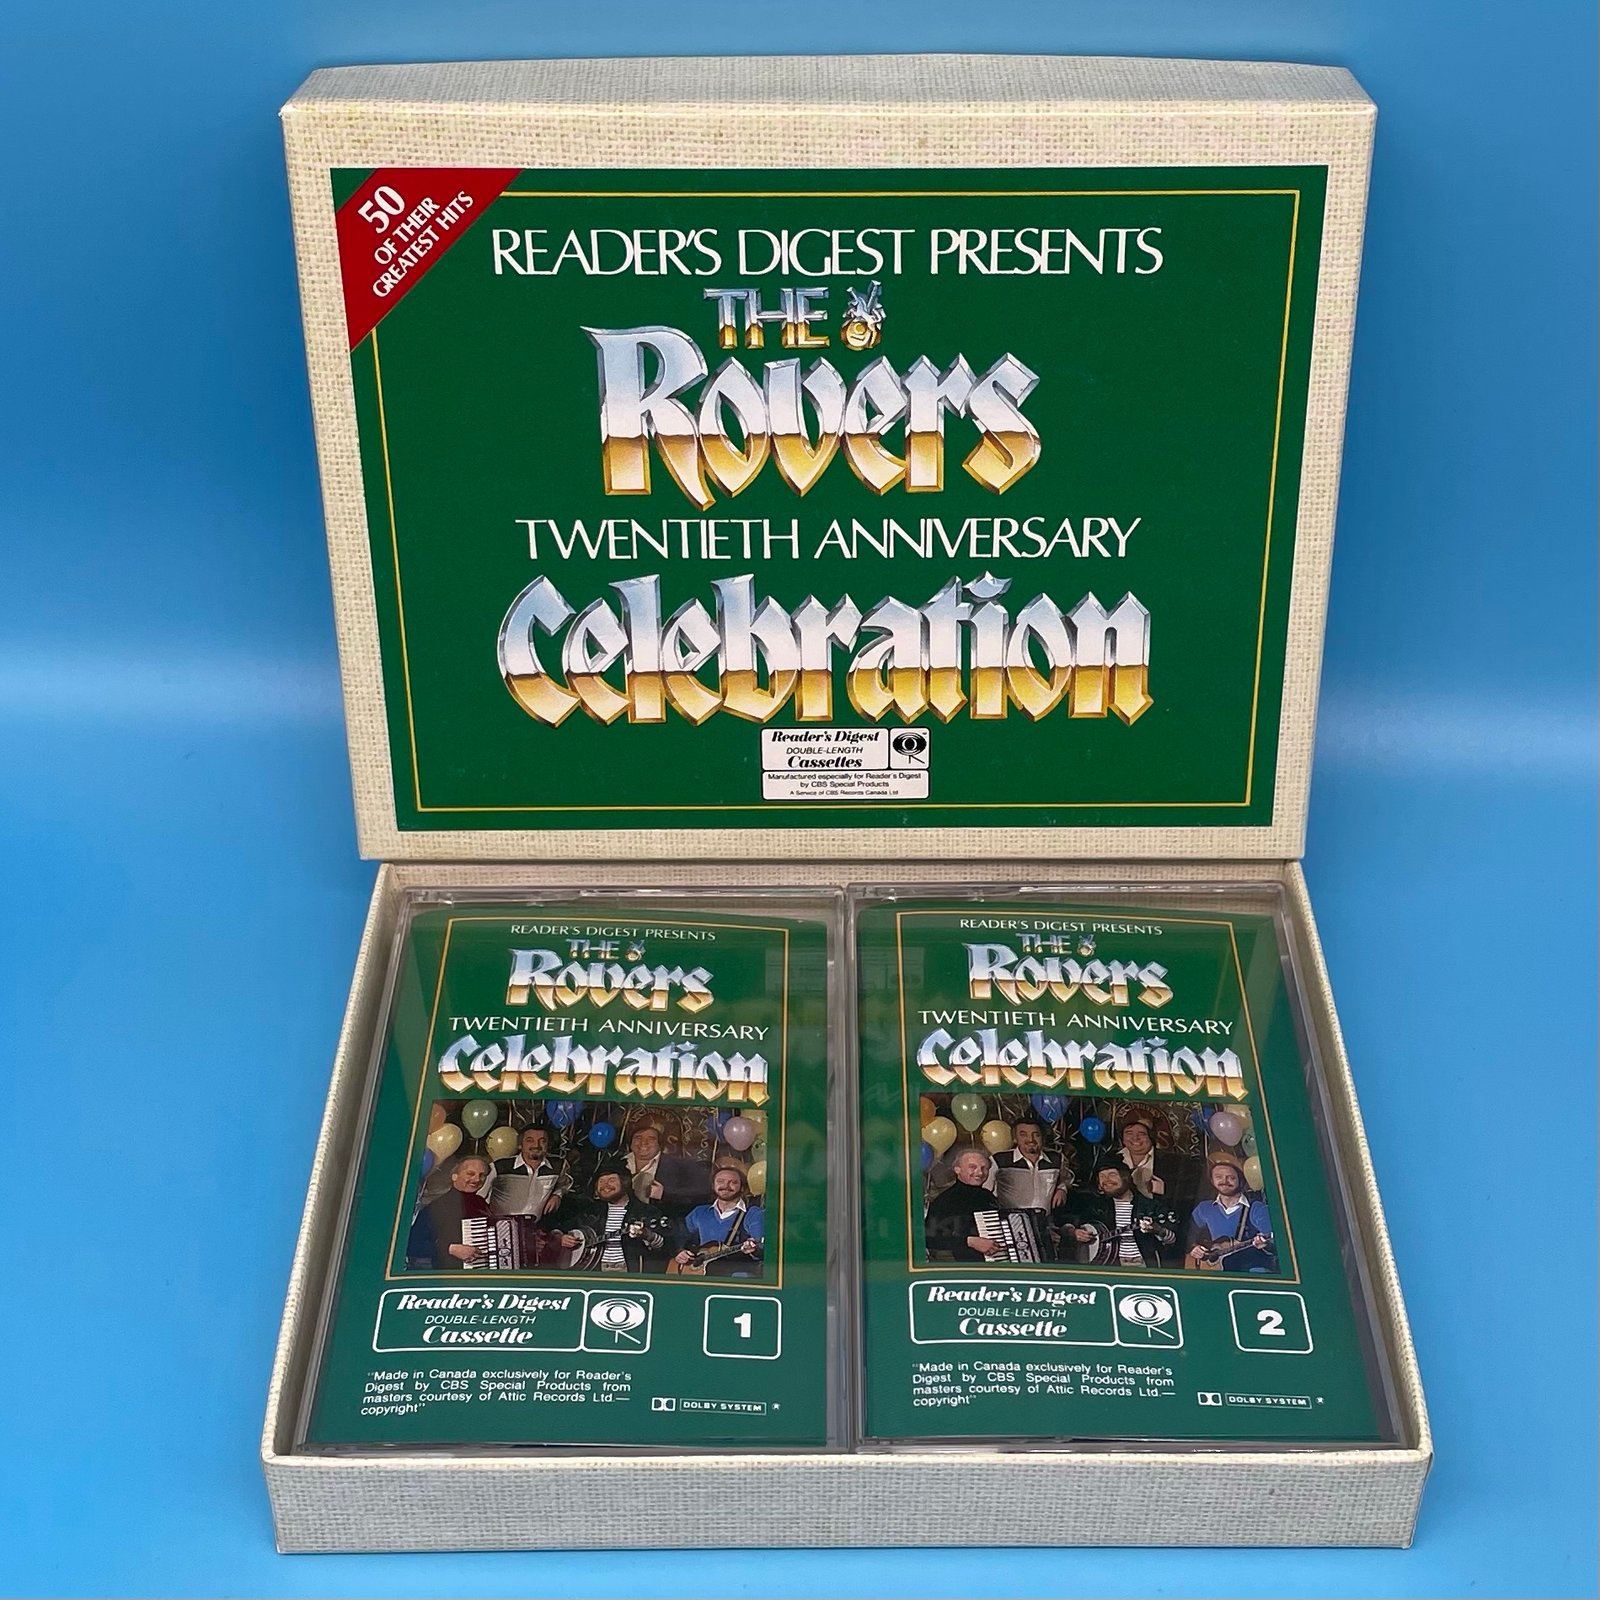 50
OF THEIR
GREATEST HITS
READER'S DIGEST PRESENTS
THE
Rovers
TWENTIETH ANNIVERSARY
Celebration
Reader's Digest
DOUBLE-LENGTH
Cassettes
Manufactured especially for Reader's Digest
by CBS Special Products
A Service of CBS Records Canada Ltd
READER'S DIGEST PRESENTS
THE
Rovers
TWENTIETH ANNIVERSARY
Celebration
Reader's Digest
DOUBLE-LENGTH
Cassette
TM
1
"Made in Canada exclusively for Reader's
Digest by CBS Special Products from
masters courtesy of Attic Records Ltd.—
copyright"
DOLBY SYSTEM ®
READER'S DIGEST PRESENTS
THE
Rovers
TWENTIETH ANNIVERSARY
Celebration
Reader's Digest
DOUBLE-LENGTH
Cassette
TM
2
"Made in Canada exclusively for Reader's
Digest by CBS Special Products from
masters courtesy of Attic Records Ltd.—
copyright"
DOLBY SYSTEM ®